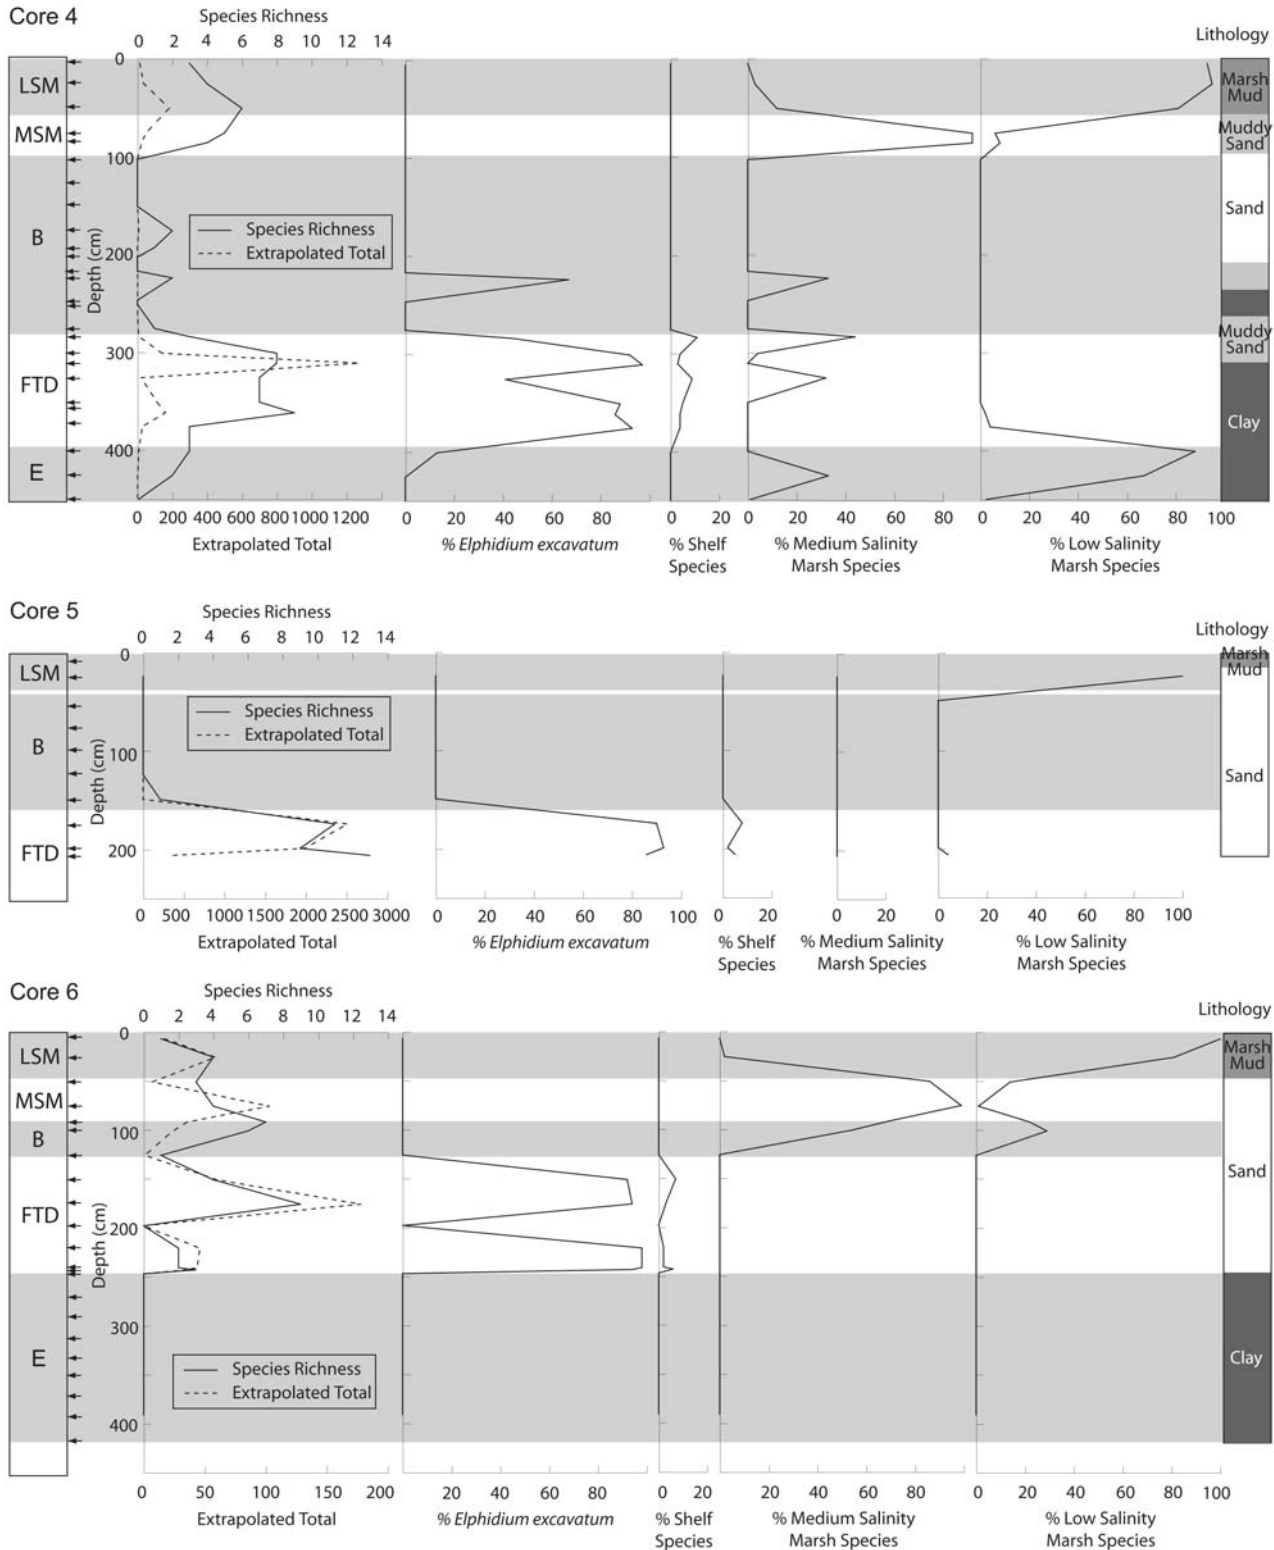 Core 4
Species Richness
0 2 4 6 8 10 12 14
Lithology
0
LSM
Marsh
Mud
MSM
Muddy
Sand
100
B
Species Richness
Extrapolated Total
Sand
200
Depth (cm)
300
Muddy
Sand
FTD
Clay
400
E
0 200 400 600 800 1000 1200
Extrapolated Total
0 20 40 60 80
% Elphidium excavatum
0 20
% Shelf
Species
0 20 40 60 80
% Medium Salinity
Marsh Species
0 20 40 60 80 100
% Low Salinity
Marsh Species
Core 5
Species Richness
0 2 4 6 8 10 12 14
Lithology
0
LSM
Marsh
Mud
Species Richness
Extrapolated Total
B
100
Depth (cm)
Sand
FTD
200
0 500 1000 1500 2000 2500 3000
Extrapolated Total
0 20 40 60 80 100
% Elphidium excavatum
0 20
% Shelf
Species
0 20
% Medium Salinity
Marsh Species
0 20 40 60 80 100
% Low Salinity
Marsh Species
Core 6
Species Richness
0 2 4 6 8 10 12 14
Lithology
0
LSM
Marsh
Mud
MSM
100
B
Sand
FTD
200
Depth (cm)
300
E
Species Richness
Extrapolated Total
Clay
400
0 50 100 150 200
Extrapolated Total
0 20 40 60 80
% Elphidium excavatum
0 20
% Shelf
Species
20 40 60 80
% Medium Salinity
Marsh Species
0 20 40 60 80 100
% Low Salinity
Marsh Species